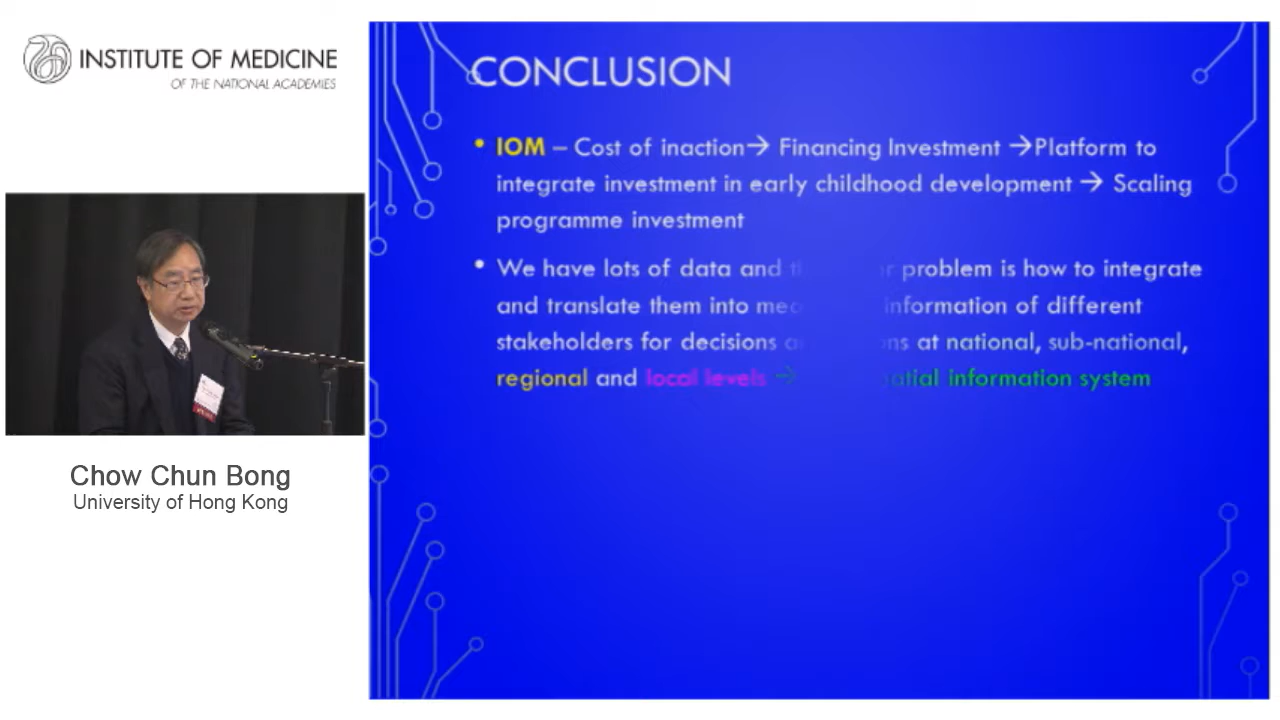 INSTITUTE OF MEDICINE
OF THE NATIONAL ACADEMIES
CONCLUSION
• IOM – Cost of inaction→ Financing Investment →Platform to
integrate investment in early childhood development → Scaling
programme investment
• We have lots of data and problem is how to integrate
and translate them into information of different
stakeholders for decisions at national, sub-national,
regional and local levels → information system
Chow Chun Bong
University of Hong Kong